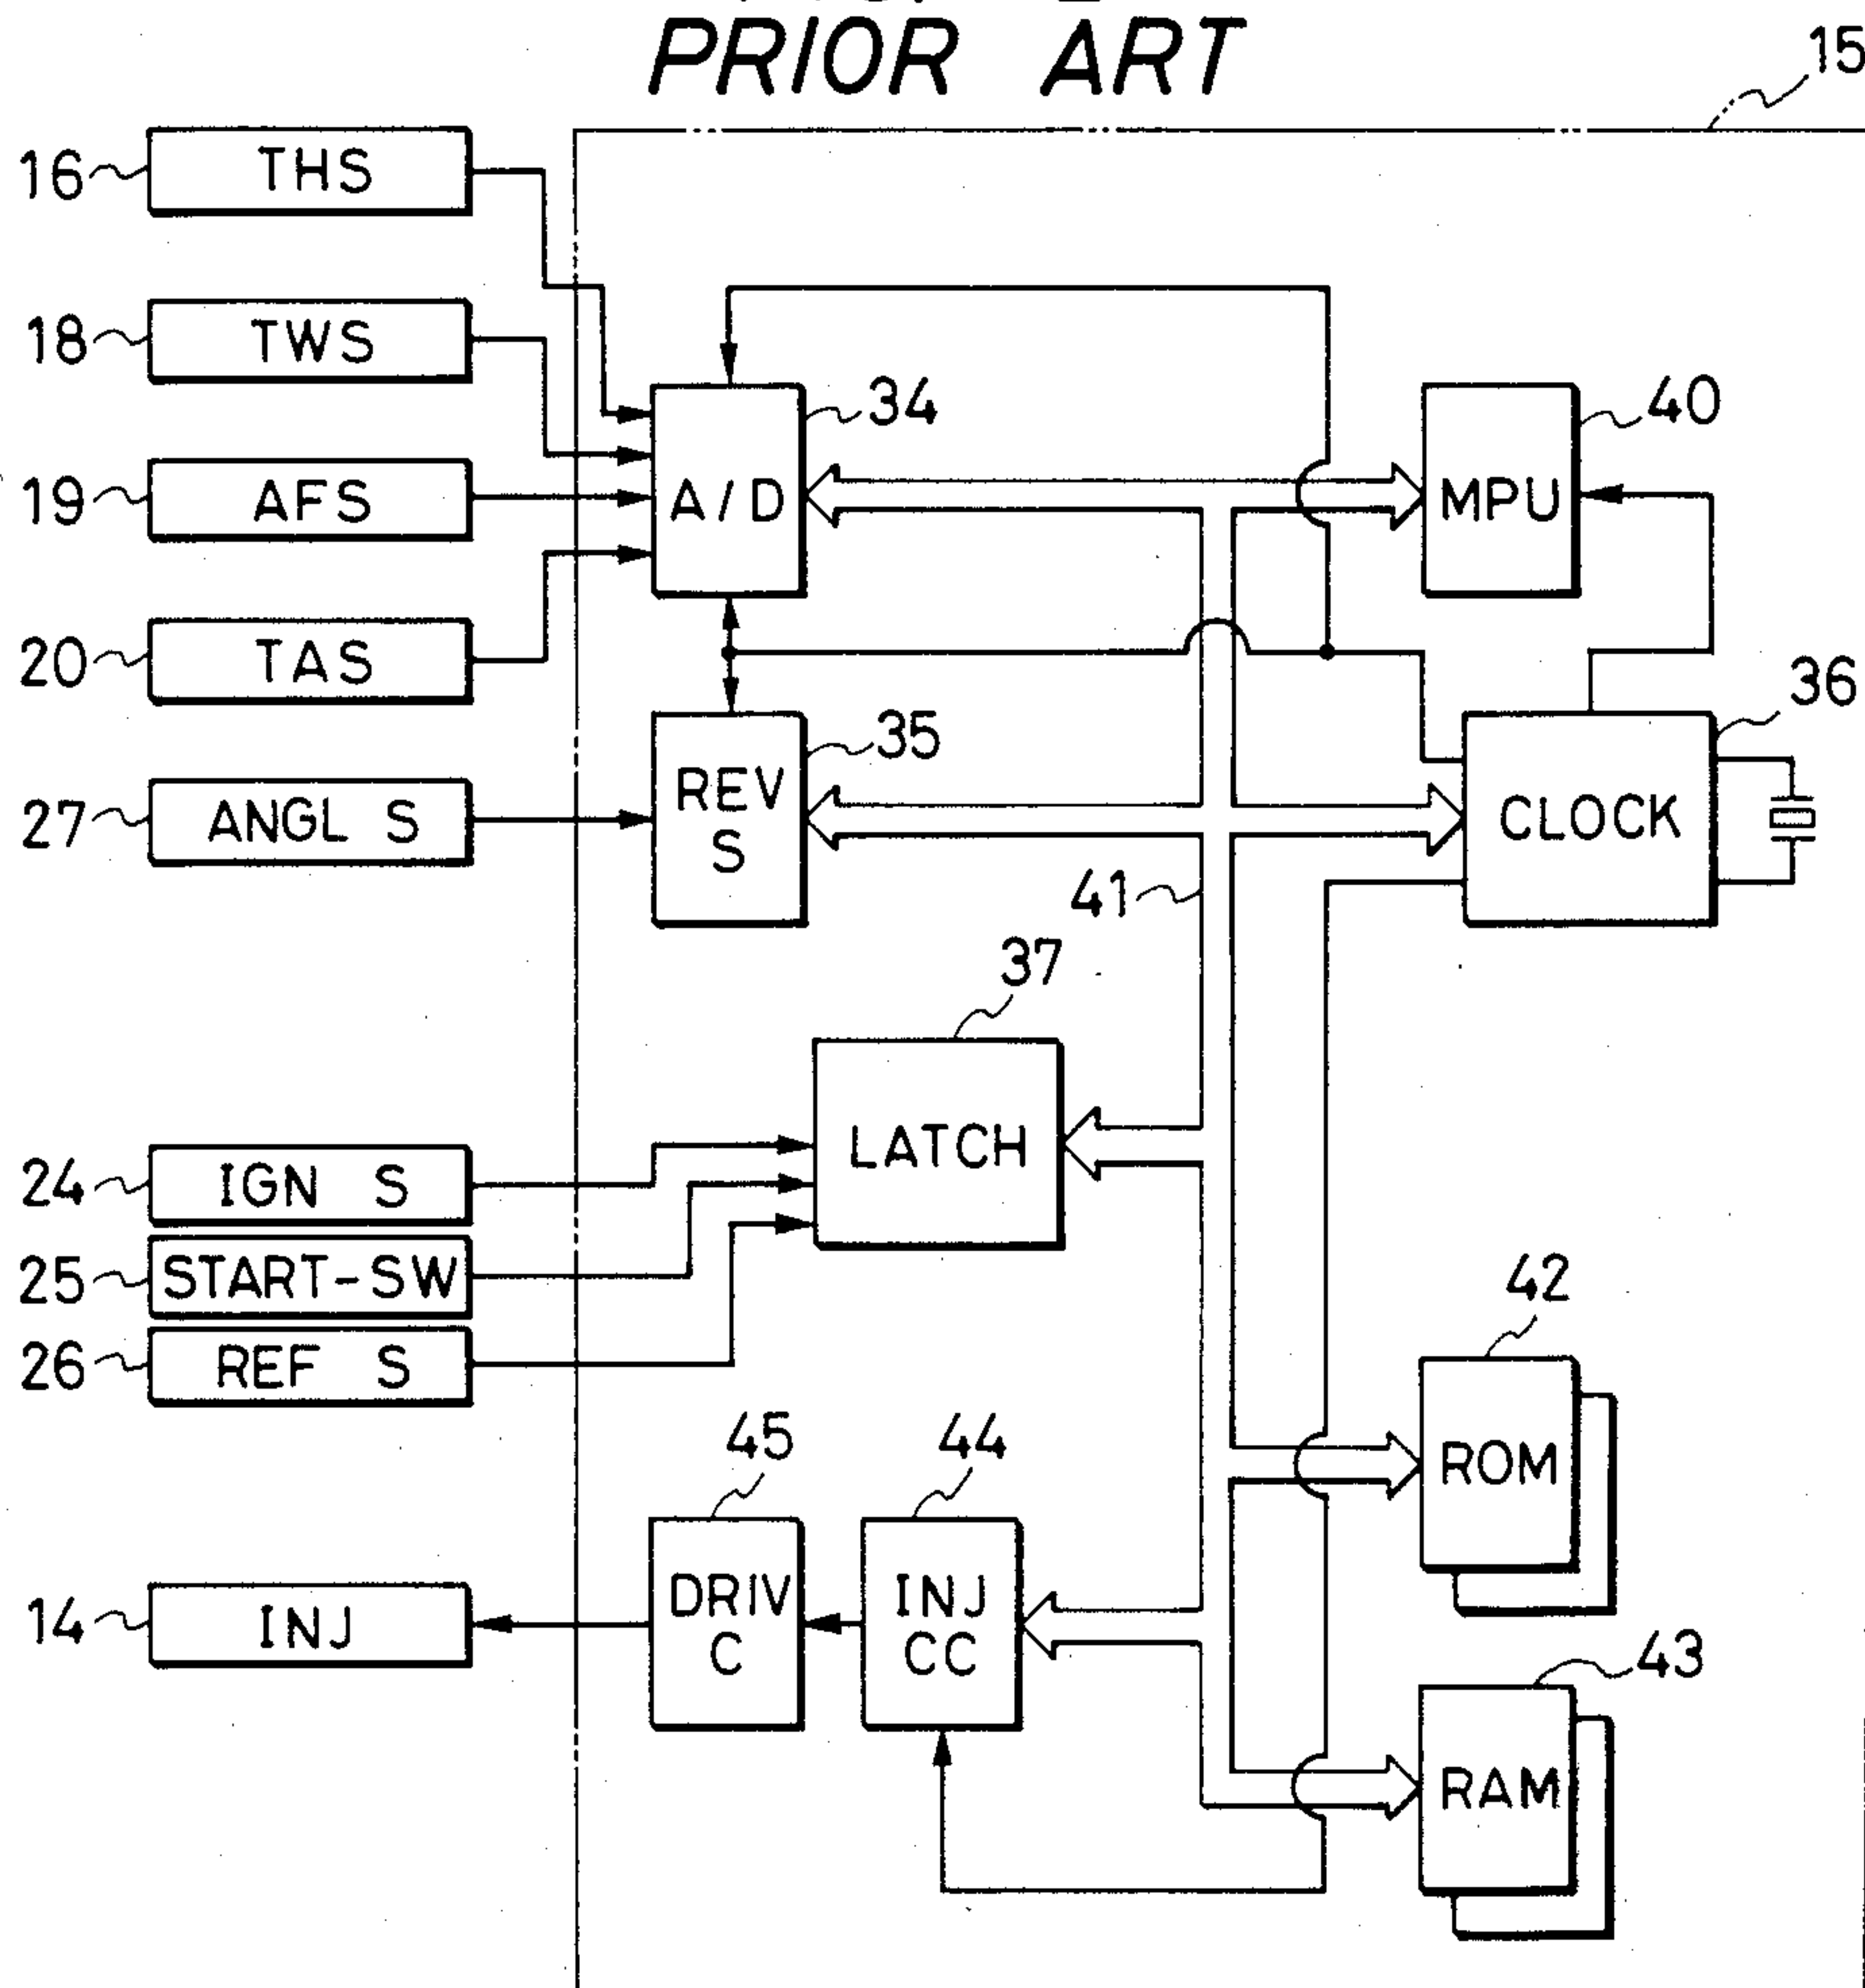 PRIOR ART
15
16 THS
18 TWS
34
40
19 AFS
A/D
MPU
20 TAS
36
35
27 ANGL S
REV
S
CLOCK
41
37
24 IGN S
LATCH
25 START-SW
42
26 REF S
45
44
ROM
14 INJ
DRIV
C
INJ
CC
43
RAM